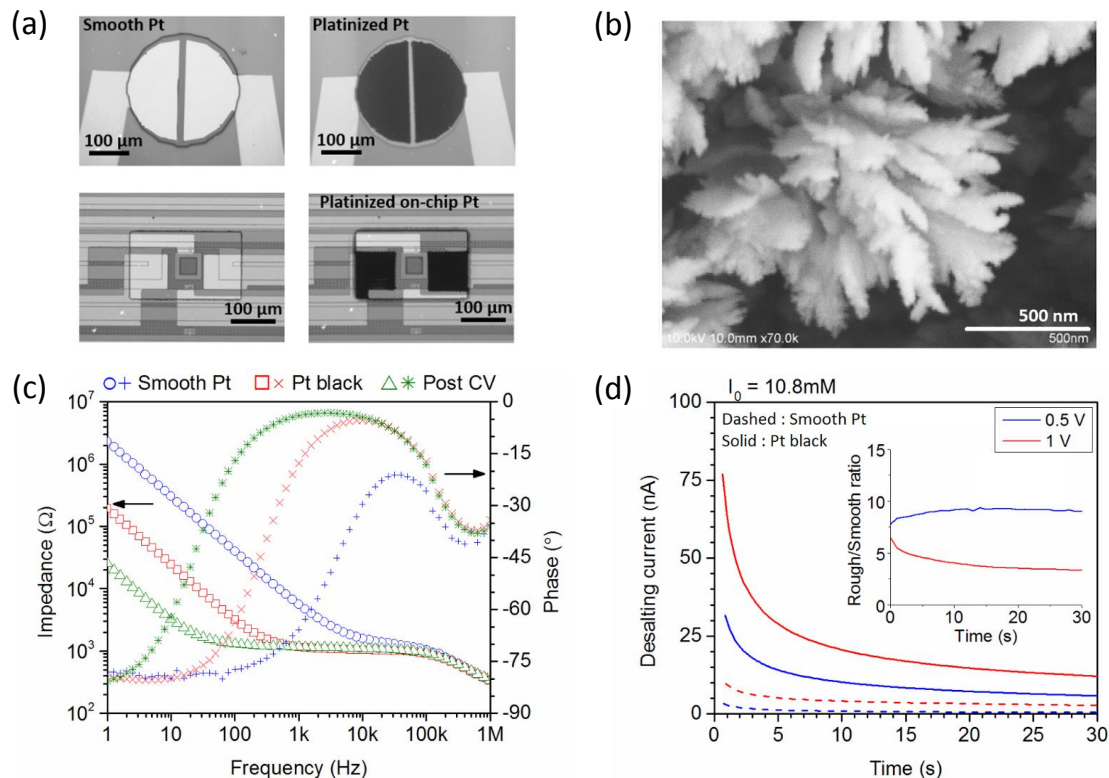 (a)
Smooth Pt
Platinized Pt
100 µm
100 µm
Platinized on-chip Pt
100 µm
100 µm
(b)
500 nm
10.0kV 10.0mm x70.0k
500nm
(c)
Smooth Pt
Pt black
Post CV
10⁷
10⁶
10⁵
10⁴
10³
10²
Impedance (Ω)
0
-15
-30
-45
-60
-75
-90
Phase (°)
1
10
100
1k
10k
100k
1M
Frequency (Hz)
(d)
I₀ = 10.8mM
Dashed : Smooth Pt
Solid : Pt black
0.5 V
1 V
100
75
50
25
0
Desalting current (nA)
15
10
5
0
Rough/Smooth ratio
0
10
20
30
Time (s)
0
5
10
15
20
25
30
Time (s)